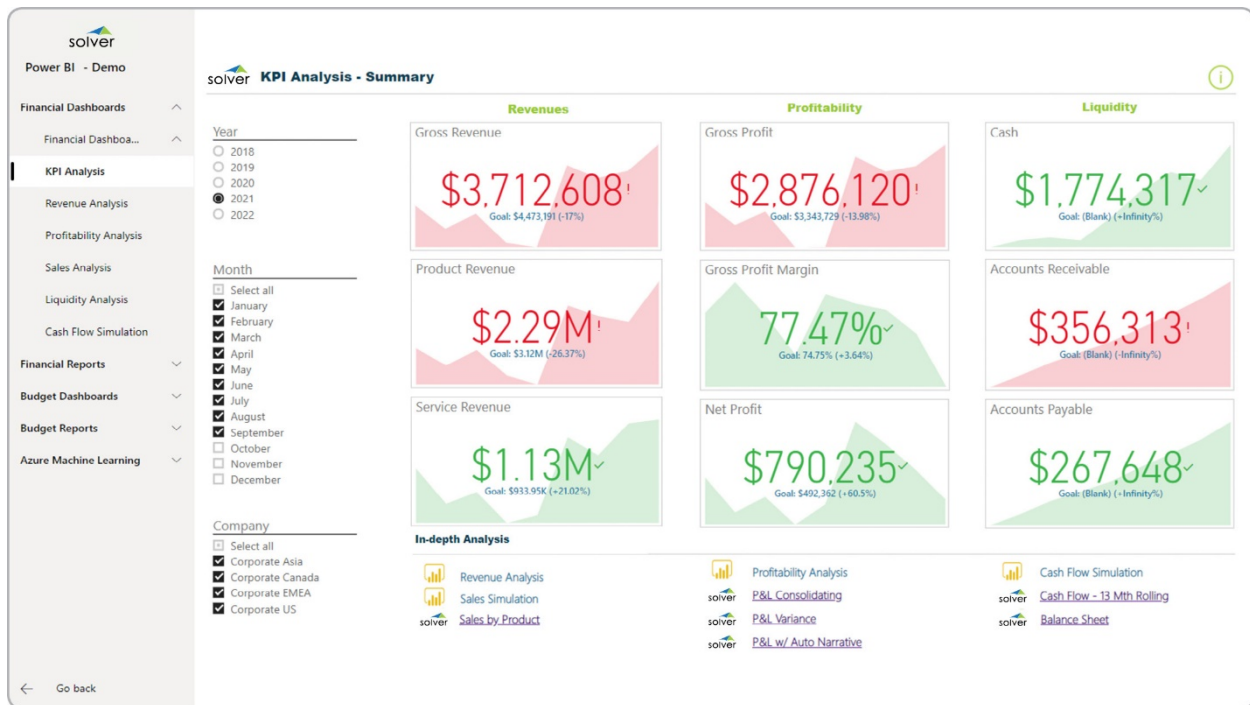 solver
Power BI - Demo
Financial Dashboards
Financial Dashboa...
KPI Analysis
Revenue Analysis
Profitability Analysis
Sales Analysis
Liquidity Analysis
Cash Flow Simulation
Financial Reports
Budget Dashboards
Budget Reports
Azure Machine Learning
Go back
solver KPI Analysis - Summary
i
Year
2018
2019
2020
2021
2022
Month
Select all
January
February
March
April
May
June
July
August
September
October
November
December
Company
Select all
Corporate Asia
Corporate Canada
Corporate EMEA
Corporate US
Revenues
Gross Revenue
$3,712,608!
Goal: $4,473,191 (-17%)
Product Revenue
$2.29M!
Goal: $3.12M (-26.37%)
Service Revenue
$1.13M
Goal: $933.95K (+21.02%)
Profitability
Gross Profit
$2,876,120!
Goal: $3,343,729 (-13.98%)
Gross Profit Margin
77.47%
Goal: 74.75% (+3.64%)
Net Profit
$790,235
Goal: $492,362 (+60.5%)
Liquidity
Cash
$1,774,317
Goal: (Blank) (+Infinity%)
Accounts Receivable
$356,313!
Goal: (Blank) (-Infinity%)
Accounts Payable
$267,648
Goal: (Blank) (+Infinity%)
In-depth Analysis
Revenue Analysis
Sales Simulation
solver Sales by Product
Profitability Analysis
solver P&L Consolidating
solver P&L Variance
solver P&L w/ Auto Narrative
Cash Flow Simulation
solver Cash Flow - 13 Mth Rolling
solver Balance Sheet